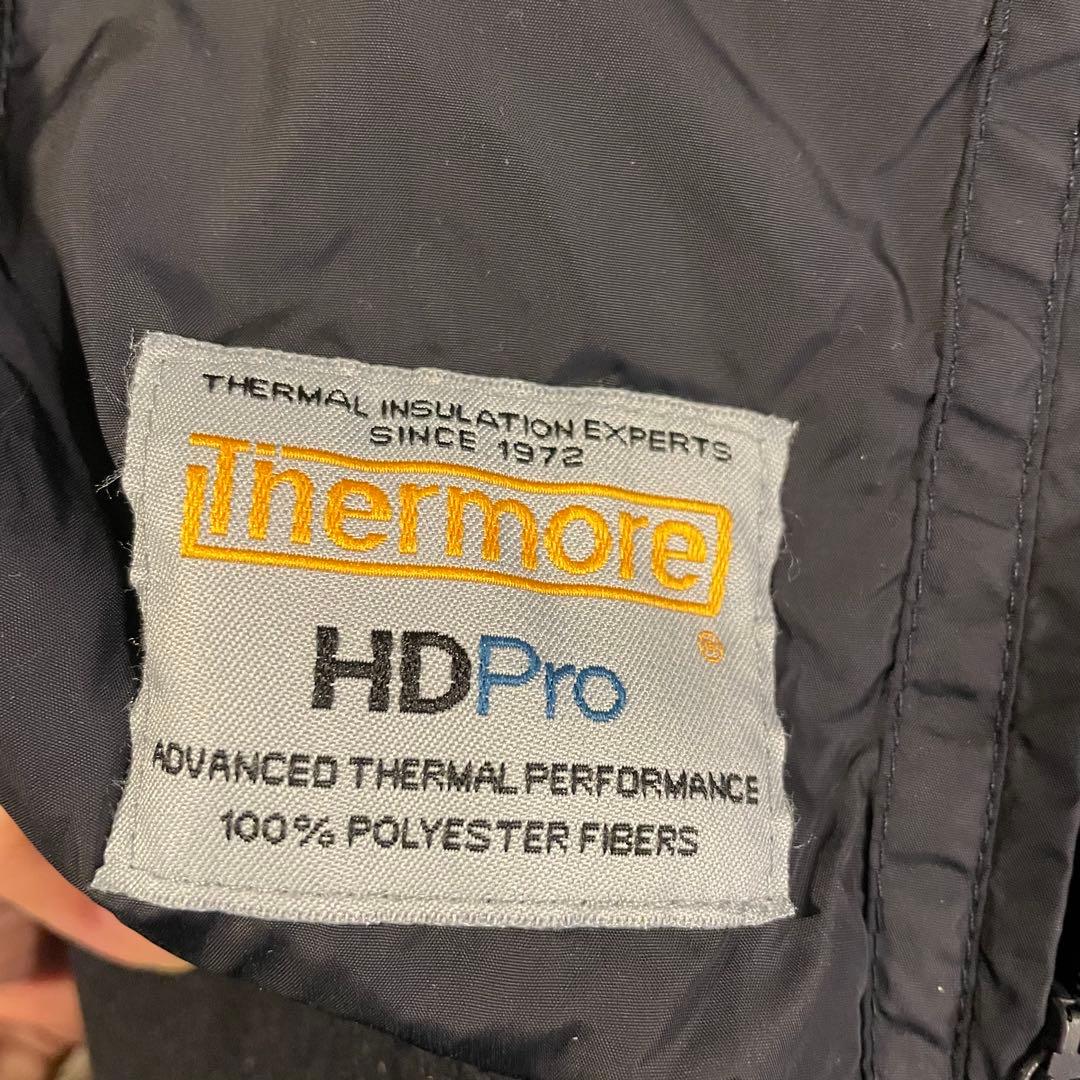 THERMAL INSULATION EXPERTS
SINCE 1972
Thermore
®
HDPro
ADVANCED THERMAL PERFORMANCE
100% POLYESTER FIBERS